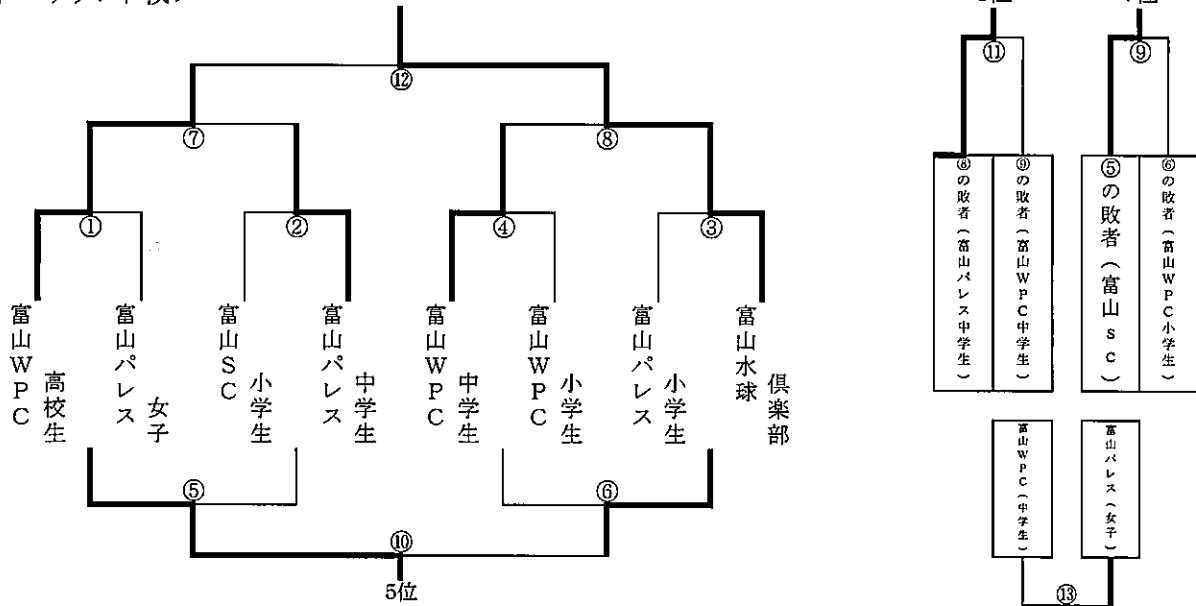 ⑫
⑦
⑧
①
②
④
③
富山WPC 高校生
富山パレス 女子
富山SC 小学生
富山パレス 中学生
富山WPC 中学生
富山WPC 小学生
富山パレス 小学生
富山水球 倶楽部
⑤
⑥
⑩
5位
⑪
⑨
⑧の敗者(富山パレス中学生)
⑨の敗者(富山WPC中学生)
⑤の敗者(富山sc)
⑥の敗者(富山WPC小学生)
富山WPC(中学生)
富山パレス(女子)
⑬